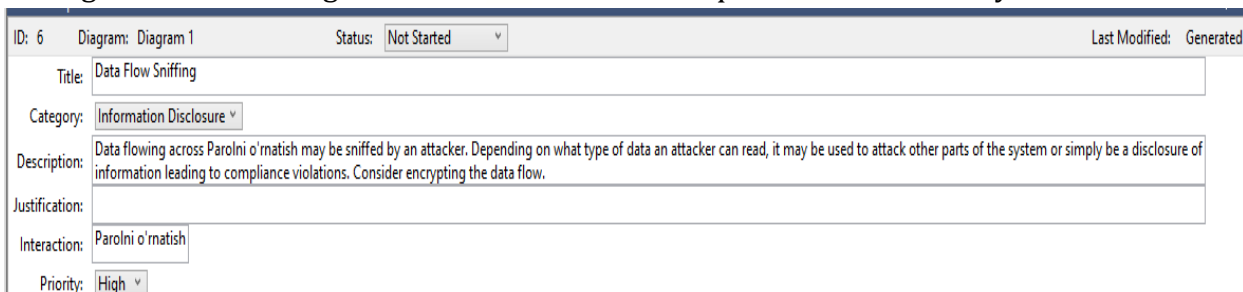 ID: 6 Diagram: Diagram 1 Status: Not Started Last Modified: Generated
Title: Data Flow Sniffing
Category: Information Disclosure
Description: Data flowing across Parolni o'rnatish may be sniffed by an attacker. Depending on what type of data an attacker can read, it may be used to attack other parts of the system or simply be a disclosure of
information leading to compliance violations. Consider encrypting the data flow.
Justification:
Interaction: Parolni o'rnatish
Priority: High